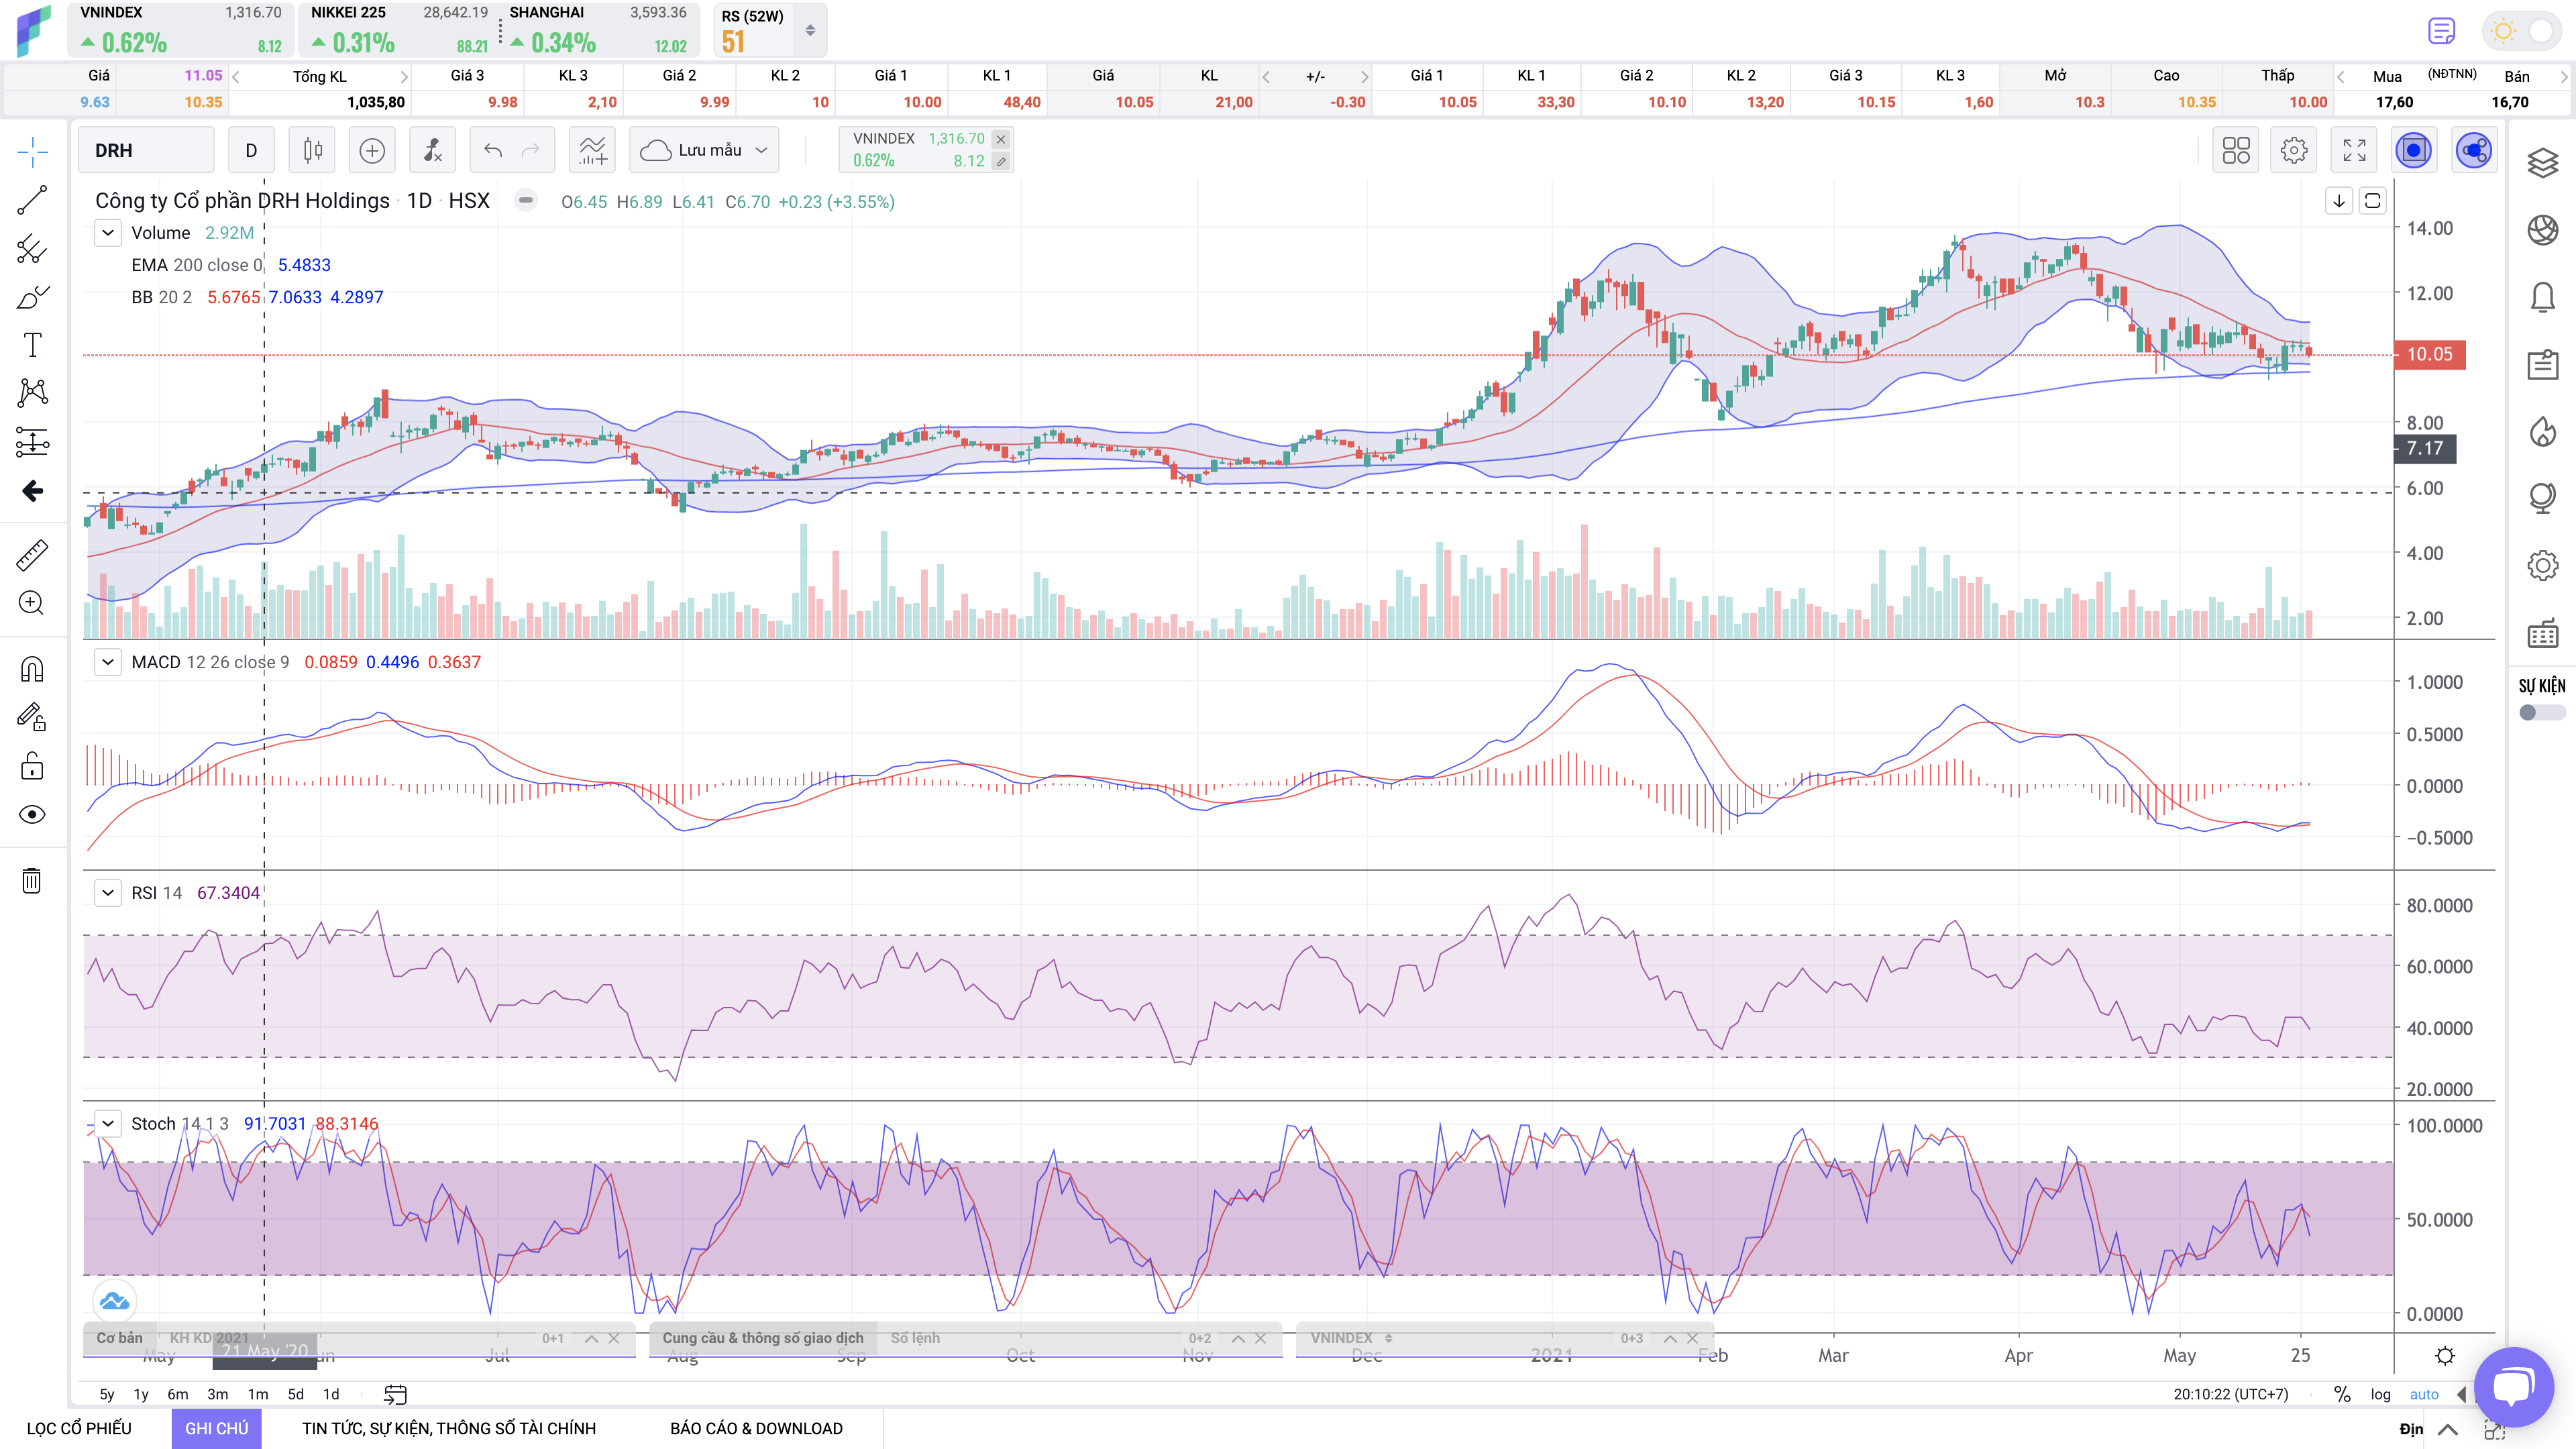 VNINDEX 1,316.70 NIKKEI 225 28,642.19 SHANGHAI 3,593.36 RS (52W)
0.62% 8.12 0.31% 88.21 0.34% 12.02 51
Giá 11.05 Tổng KL Giá 3 KL 3 Giá 2 KL 2 Giá 1 KL 1 Giá KL +/- Giá 1 KL 1 Giá 2 KL 2 Giá 3 KL 3 Mở Cao Thấp Mua (NĐTNN) Bán
9.63 10.35 1,035,80 9.98 2,10 9.99 10 10.00 48,40 10.05 21,00 -0.30 10.05 33,30 10.10 13,20 10.15 1,60 10.3 10.35 10.00 17,60 16,70
DRH D Lưu mẫu VNINDEX 1,316.70
0.62% 8.12
Công ty Cổ phần DRH Holdings · 1D · HSX O6.45 H6.89 L6.41 C6.70 +0.23 (+3.55%)
Volume 2.92M
EMA 200 close 0 5.4833
BB 20 2 5.6765 7.0633 4.2897
14.00
12.00
10.05
8.00
7.17
6.00
4.00
2.00
MACD 12 26 close 9 0.0859 0.4496 0.3637
1.0000
0.5000
0.0000
−0.5000
SỰ KIỆN
RSI 14 67.3404
80.0000
60.0000
40.0000
20.0000
Stoch 14 1 3 91.7031 88.3146
100.0000
50.0000
0.0000
Cơ bản KH KD 2021 0+1 Cung cầu & thông số giao dịch Sổ lệnh 0+2 VNINDEX 0+3
May 21 May '20 Jul Aug Sep Oct Nov Dec 2021 Feb Mar Apr May 25
5y 1y 6m 3m 1m 5d 1d 20:10:22 (UTC+7) % log auto
LỌC CỔ PHIẾU GHI CHÚ TIN TỨC, SỰ KIỆN, THÔNG SỐ TÀI CHÍNH BÁO CÁO & DOWNLOAD Địn